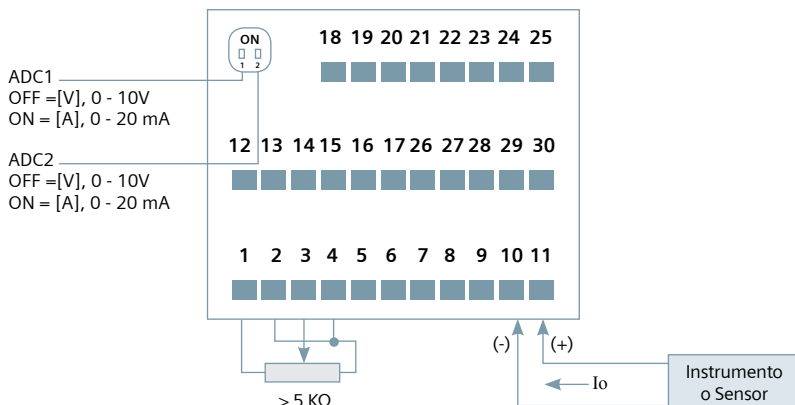 ON
1 2
18 19 20 21 22 23 24 25
ADC1
OFF =[V], 0 - 10V
ON = [A], 0 - 20 mA
ADC2
OFF =[V], 0 - 10V
ON = [A], 0 - 20 mA
12 13 14 15 16 17 26 27 28 29 30
1 2 3 4 5 6 7 8 9 10 11
(-) (+)
Io
Instrumento
o Sensor
> 5 KΩ